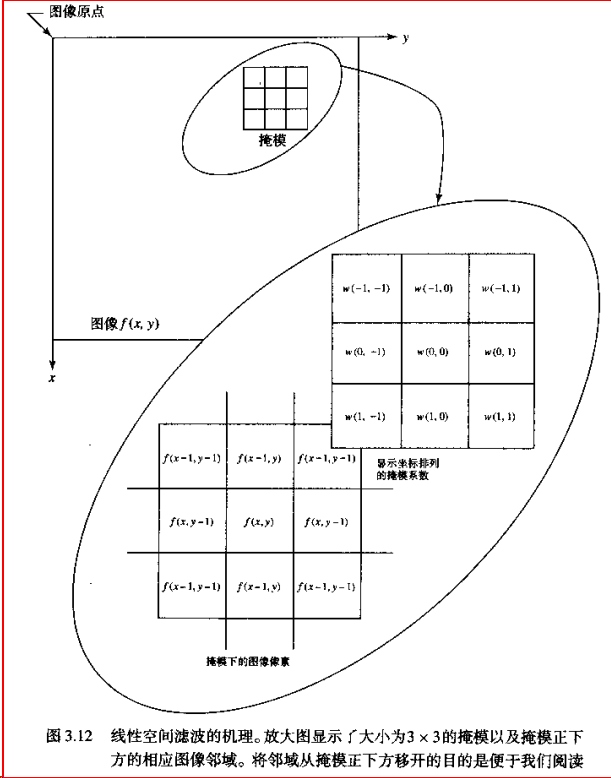 图像原点
y
掩模
图像 f(x, y)
x
w(-1, -1) w(-1, 0) w(-1, 1)
w(0, -1) w(0, 0) w(0, 1)
w(1, -1) w(1, 0) w(1, 1)
显示坐标排列
的掩模系数
f(x-1, y-1) f(x-1, y) f(x-1, y-1)
f(x, y-1) f(x, y) f(x, y-1)
f(x-1, y-1) f(x-1, y) f(x-1, y-1)
掩模下的图像像素
图 3.12 线性空间滤波的机理。放大图显示了大小为3 × 3的掩模以及掩模正下
方的相应图像邻域。将邻域从掩模正下方移开的目的是便于我们阅读